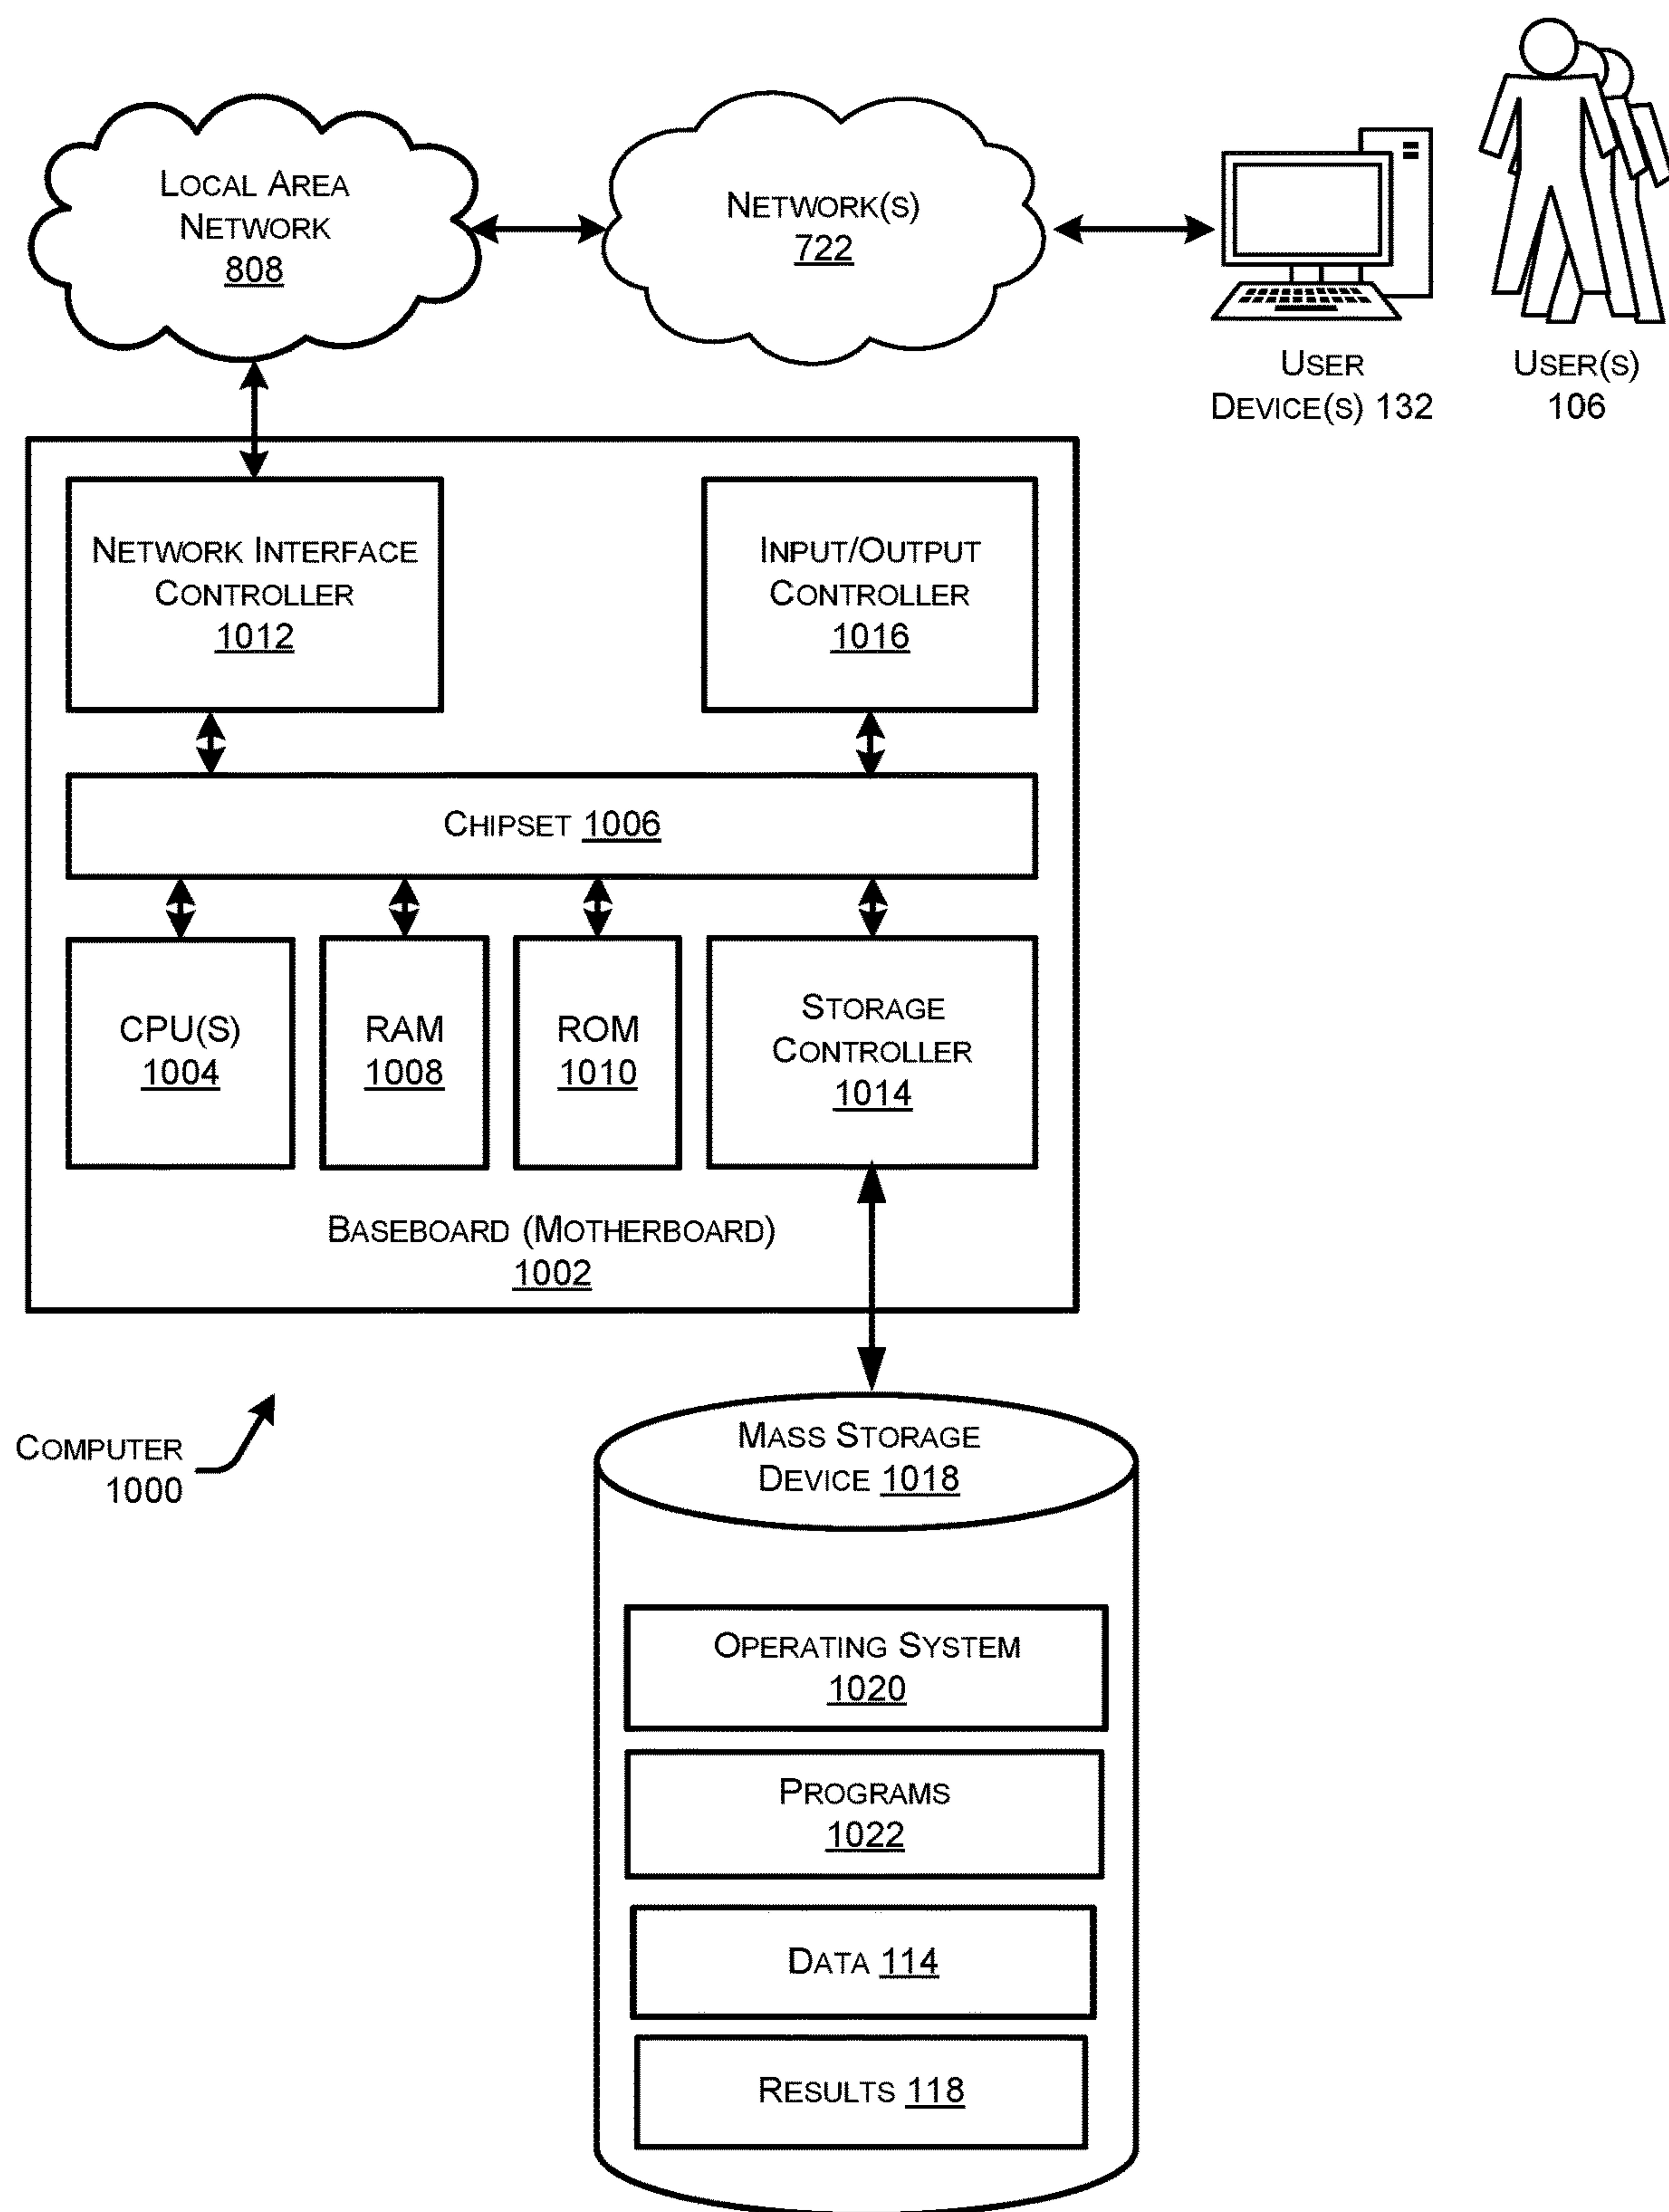 LOCAL AREA
NETWORK
808
NETWORK(S)
722
USER
DEVICE(S) 132
USER(S)
106
NETWORK INTERFACE
CONTROLLER
1012
INPUT/OUTPUT
CONTROLLER
1016
CHIPSET 1006
CPU(S)
1004
RAM
1008
ROM
1010
STORAGE
CONTROLLER
1014
BASEBOARD (MOTHERBOARD)
1002
COMPUTER
1000
MASS STORAGE
DEVICE 1018
OPERATING SYSTEM
1020
PROGRAMS
1022
DATA 114
RESULTS 118